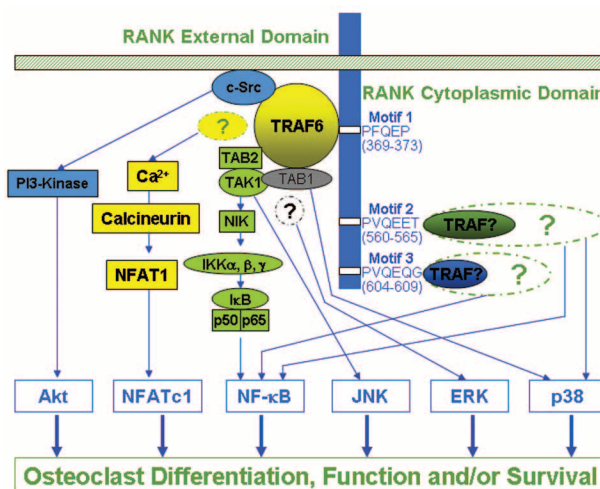 RANK External Domain
c-Src
RANK Cytoplasmic Domain
?
TRAF6
Motif 1
PFQEP
(369-373)
TAB2
PI3-Kinase
Ca2+
TAK1
TAB1
?
Calcineurin
NIK
Motif 2
PVQEET
(560-565)
TRAF?
?
NFAT1
IKKα, β, γ
Motif 3
PVQEQG
(604-609)
TRAF?
?
IκB
p50 p65
Akt
NFATc1
NF-κB
JNK
ERK
p38
Osteoclast Differentiation, Function and/or Survival